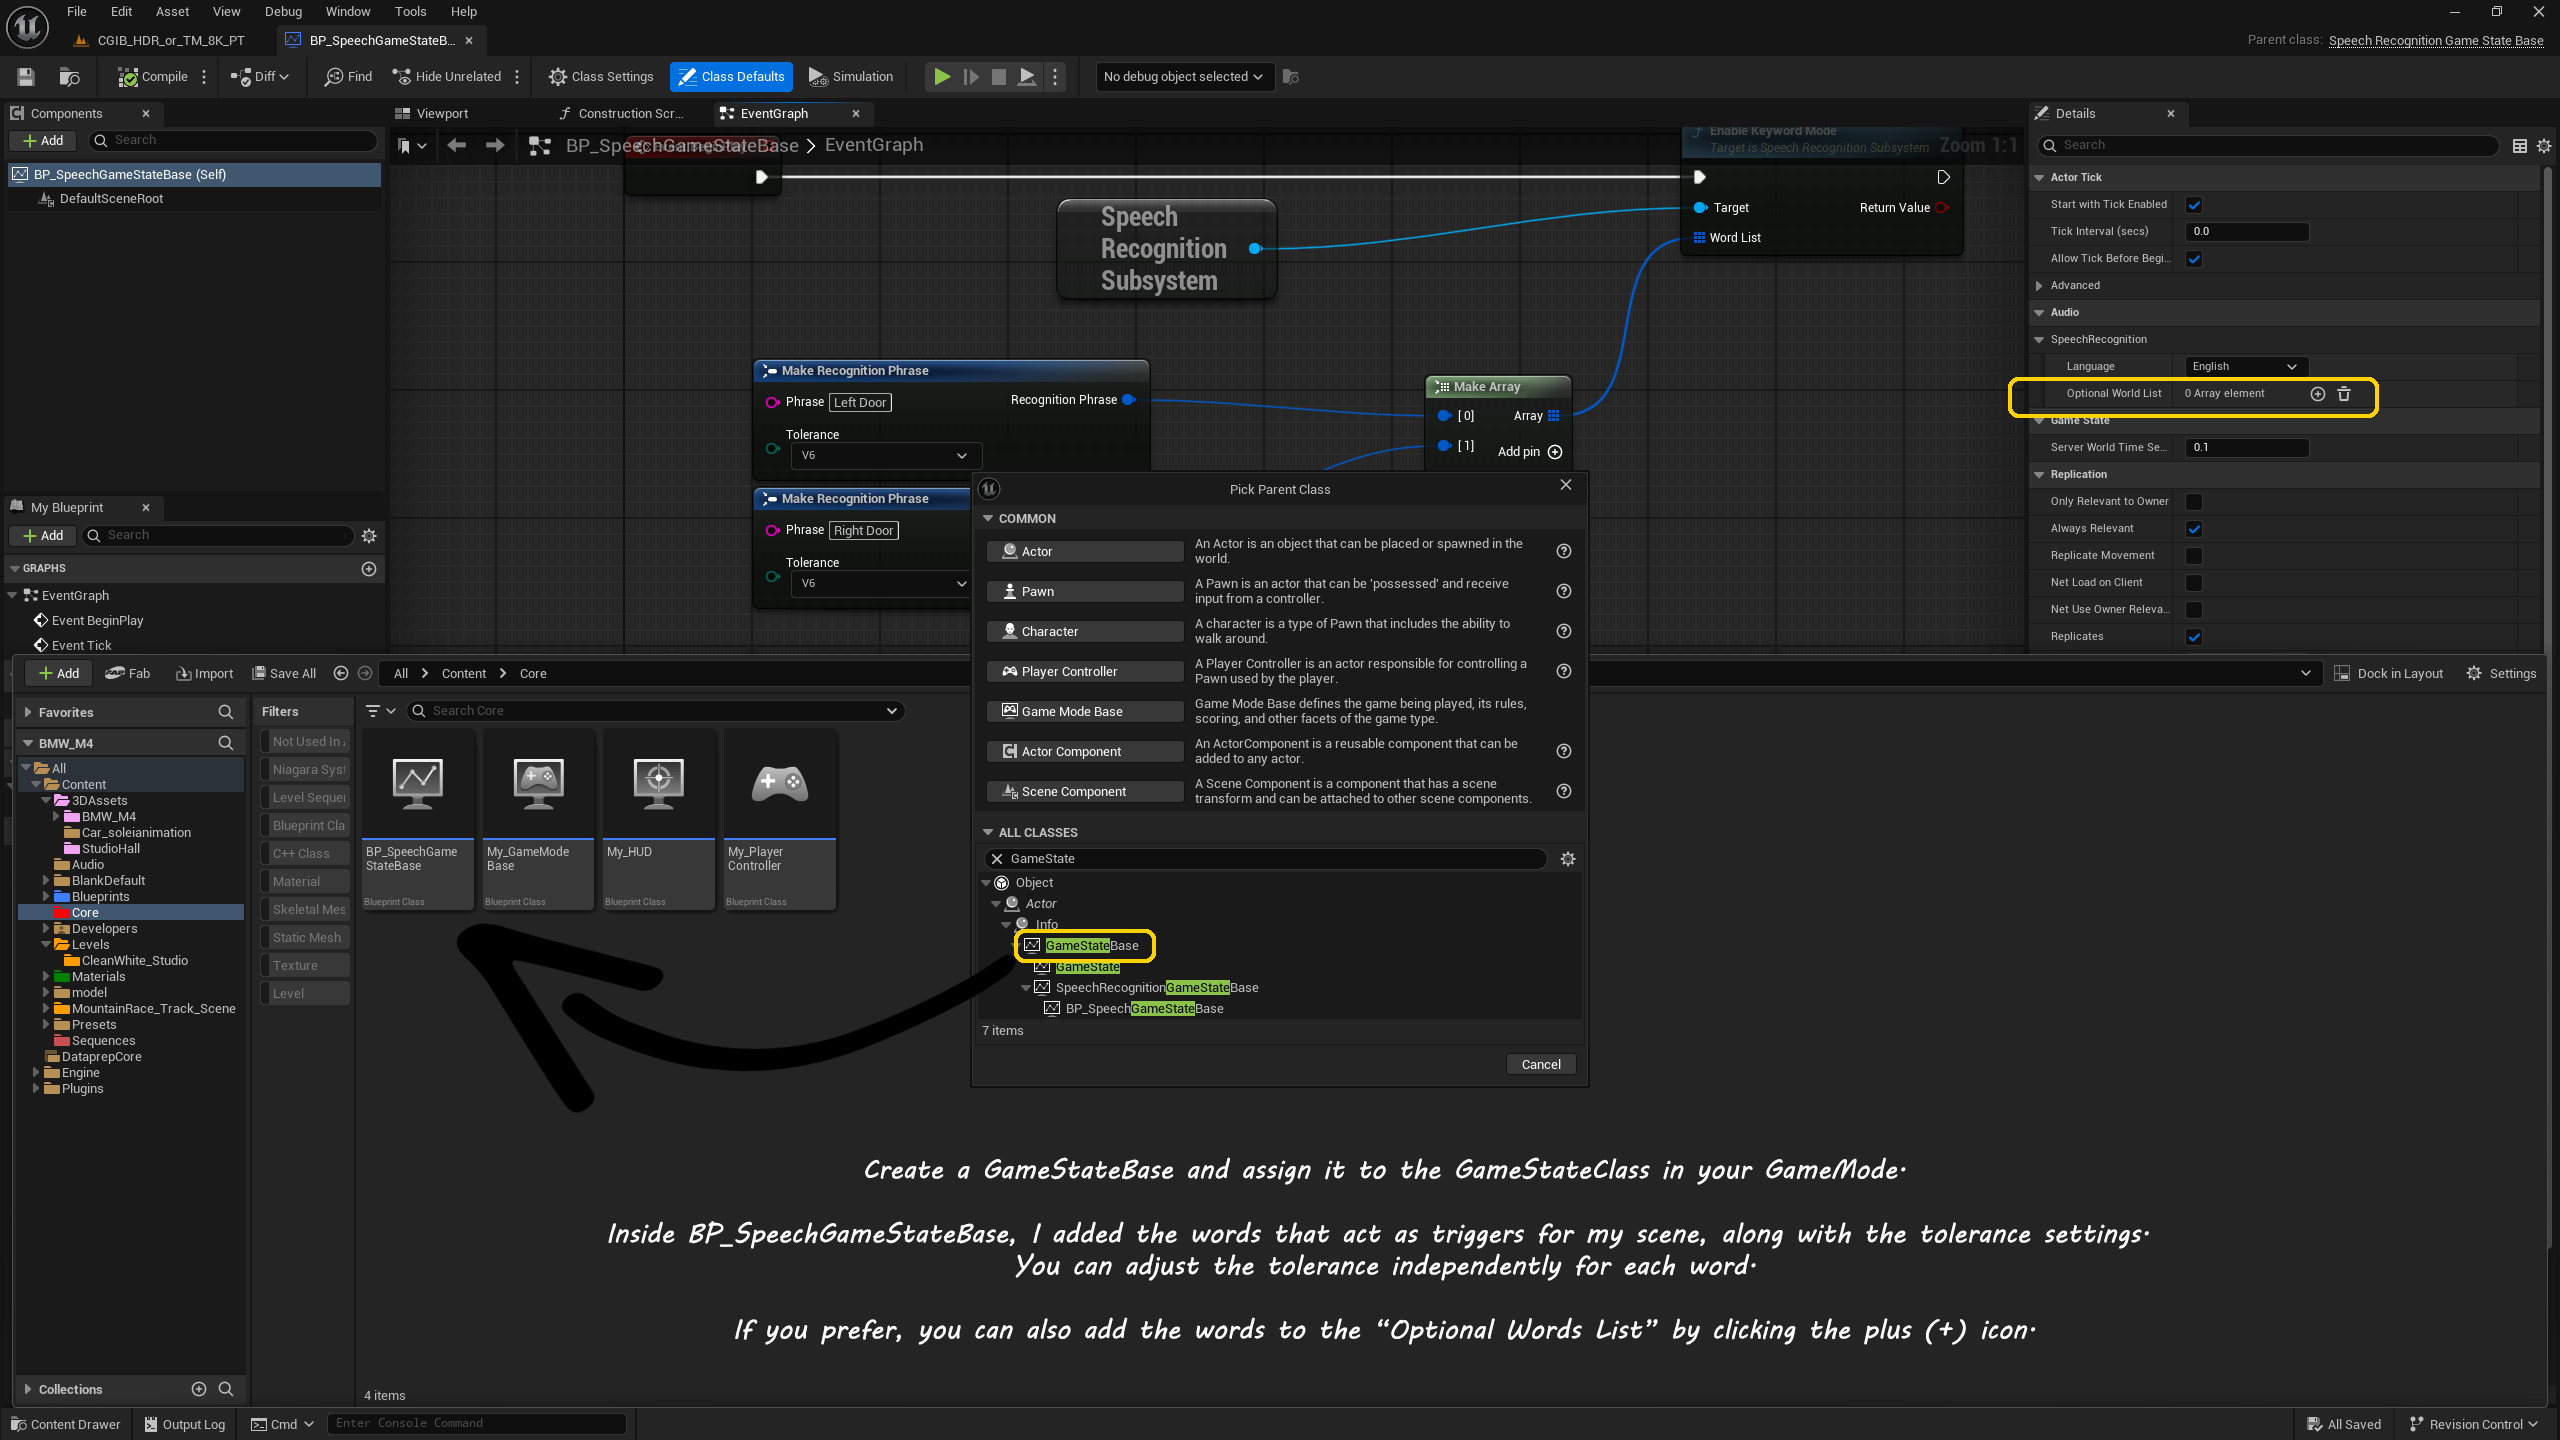 File Edit Asset View Debug Window Tools Help
CGIB_HDR_or_TM_8K_PT BP_SpeechGameStateB...
Parent class: Speech Recognition Game State Base
Compile Diff Find Hide Unrelated Class Settings Class Defaults Simulation No debug object selected
Components
Add Search
BP_SpeechGameStateBase (Self)
DefaultSceneRoot
My Blueprint
Add Search
GRAPHS
EventGraph
Event BeginPlay
Event Tick
Viewport Construction Scr... EventGraph
BP_SpeechGameStateBase > EventGraph
Zoom 1:1
Enable Keyword Mode
Target is Speech Recognition Subsystem
Target Return Value
Word List
Speech
Recognition
Subsystem
Make Recognition Phrase
Phrase Left Door Recognition Phrase
Tolerance
V6
Make Recognition Phrase
Phrase Right Door
Tolerance
V6
Make Array
[0] Array
[1] Add pin
Details
Search
Actor Tick
Start with Tick Enabled
Tick Interval (secs) 0.0
Allow Tick Before Begi...
Advanced
Audio
SpeechRecognition
Language English
Optional World List 0 Array element
Game State
Server World Time Se... 0.1
Replication
Only Relevant to Owner
Always Relevant
Replicate Movement
Net Load on Client
Net Use Owner Releva...
Replicates
Pick Parent Class
COMMON
Actor An Actor is an object that can be placed or spawned in the
world.
Pawn A Pawn is an actor that can be 'possessed' and receive
input from a controller.
Character A character is a type of Pawn that includes the ability to
walk around.
Player Controller A Player Controller is an actor responsible for controlling a
Pawn used by the player.
Game Mode Base Game Mode Base defines the game being played, its rules,
scoring, and other facets of the game type.
Actor Component An ActorComponent is a reusable component that can be
added to any actor.
Scene Component A Scene Component is a component that has a scene
transform and can be attached to other scene components.
ALL CLASSES
GameState
Object
Actor
Info
GameStateBase
GameState
SpeechRecognitionGameStateBase
BP_SpeechGameStateBase
7 items
Cancel
Add Fab Import Save All All > Content > Core
Dock in Layout Settings
Favorites
BMW_M4
All
Content
3DAssets
BMW_M4
Car_soleianimation
StudioHall
Audio
BlankDefault
Blueprints
Core
Developers
Levels
CleanWhite_Studio
Materials
model
MountainRace_Track_Scene
Presets
Sequences
DataprepCore
Engine
Plugins
Collections
Filters
Not Used In
Niagara Syst
Level Sequen
Blueprint Cla
C++ Class
Material
Skeletal Mes
Static Mesh
Texture
Level
Search Core
BP_SpeechGame
StateBase
Blueprint Class
My_GameMode
Base
Blueprint Class
My_HUD
Blueprint Class
My_Player
Controller
Blueprint Class
4 items
Create a GameStateBase and assign it to the GameStateClass in your GameMode.
Inside BP_SpeechGameStateBase, I added the words that act as triggers for my scene, along with the tolerance settings.
You can adjust the tolerance independently for each word.
If you prefer, you can also add the words to the “Optional Words List” by clicking the plus (+) icon.
Content Drawer Output Log Cmd Enter Console Command
All Saved Revision Control